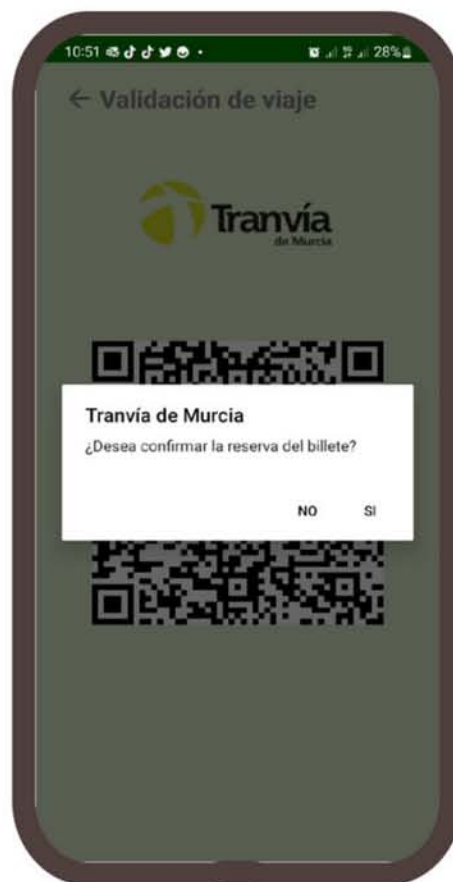 10:51
28%
← Validación de viaje
Tranvía
de Murcia
Tranvía de Murcia
¿Desea confirmar la reserva del billete?
NO SI